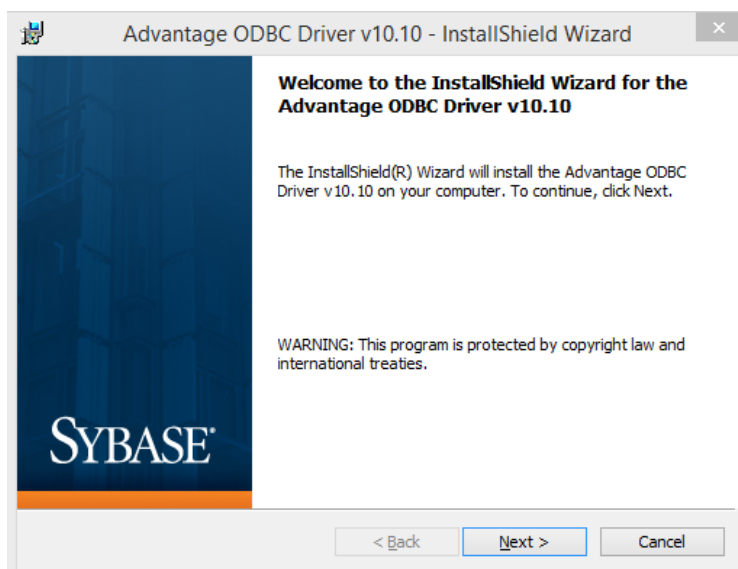 Advantage ODBC Driver v10.10 - InstallShield Wizard
Welcome to the InstallShield Wizard for the
Advantage ODBC Driver v10.10
The InstallShield(R) Wizard will install the Advantage ODBC
Driver v10.10 on your computer. To continue, click Next.
WARNING: This program is protected by copyright law and
international treaties.
SYBASE®
< Back
Next >
Cancel